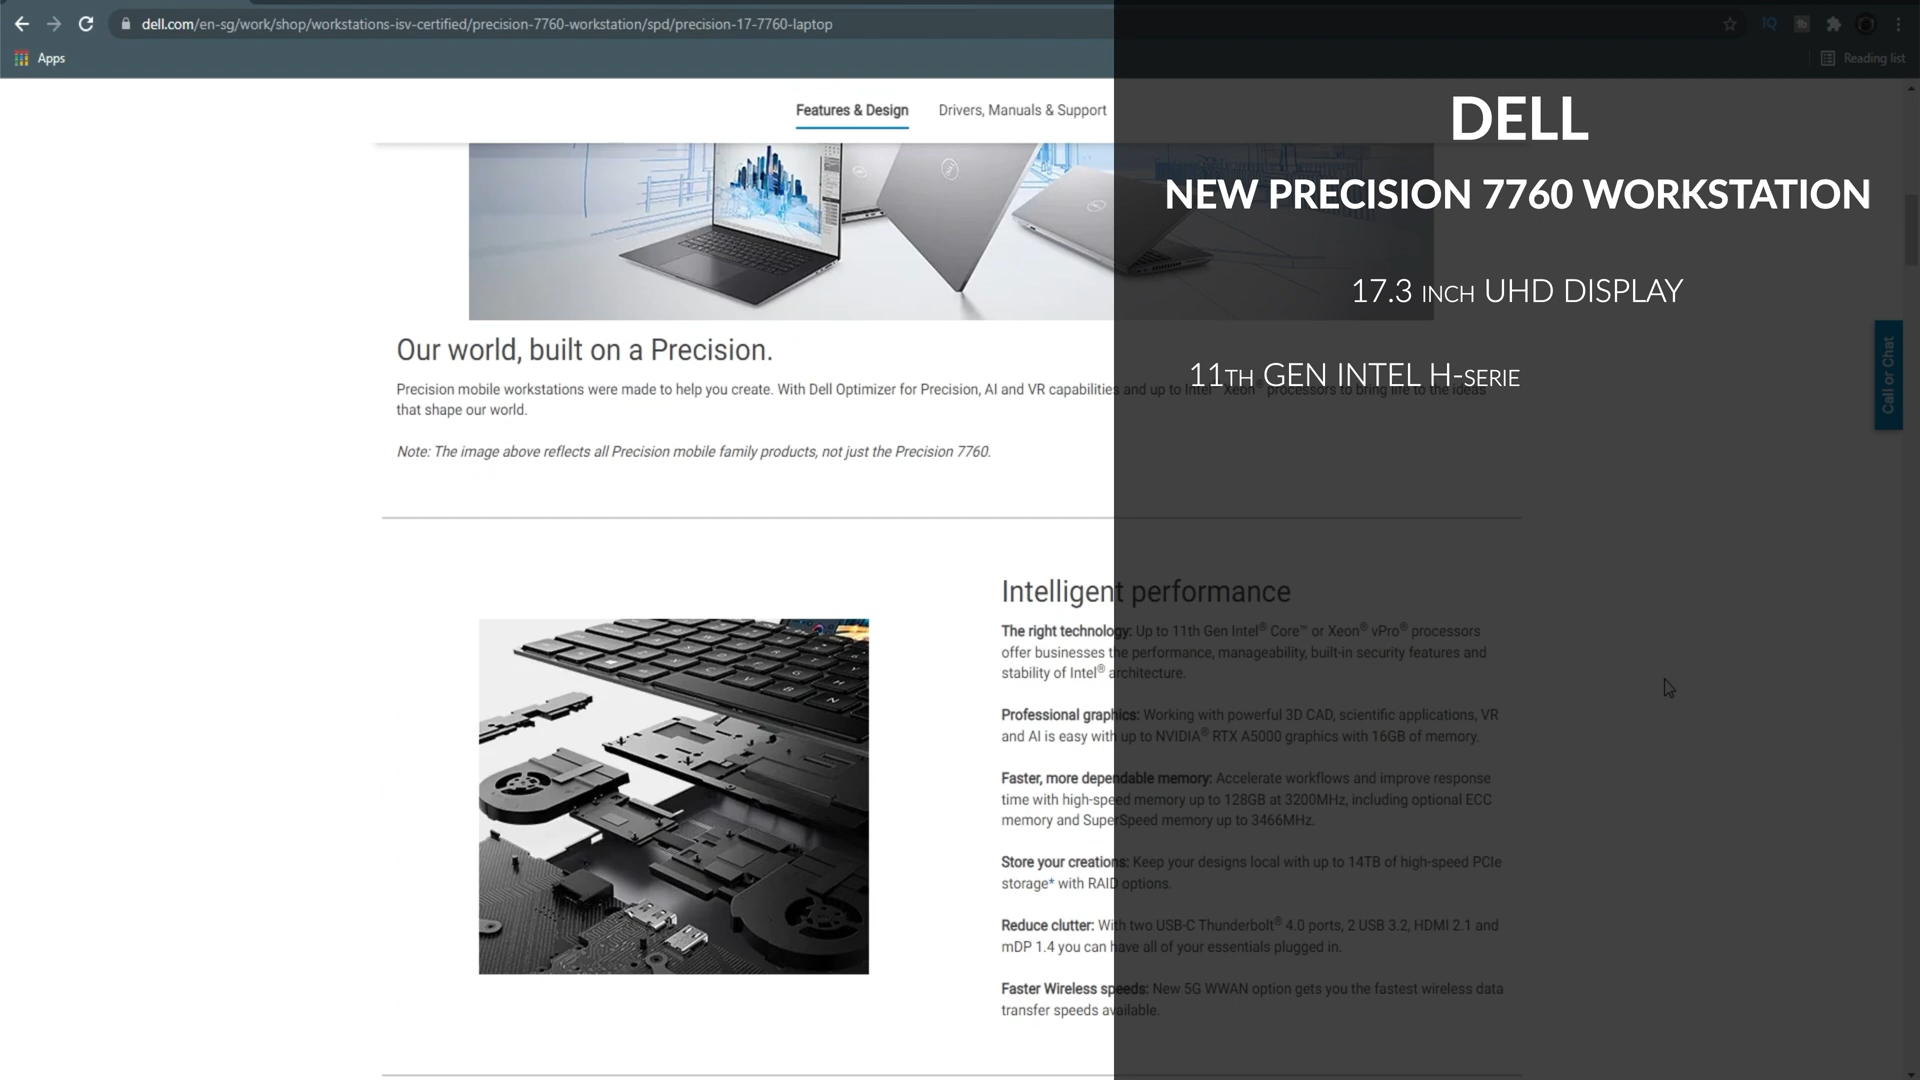 dell.com/en-sg/work/shop/workstations-isv-certified/precision-7760-workstation/spd/precision-17-7760-laptop
IQ
Apps
Reading list
Features & Design
Drivers, Manuals & Support
DELL
NEW PRECISION 7760 WORKSTATION
17.3 INCH UHD DISPLAY
11TH GEN INTEL H-SERIE
Call or Chat
Our world, built on a Precision.
Precision mobile workstations were made to help you create. With Dell Optimizer for Precision, AI and VR capabilities and up to Intel® Xeon® processors to bring life to the ideas
that shape our world.
Note: The image above reflects all Precision mobile family products, not just the Precision 7760.
Intelligent performance
The right technology: Up to 11th Gen Intel® Core™ or Xeon® vPro® processors
offer businesses the performance, manageability, built-in security features and
stability of Intel® architecture.
Professional graphics: Working with powerful 3D CAD, scientific applications, VR
and AI is easy with up to NVIDIA® RTX A5000 graphics with 16GB of memory.
Faster, more dependable memory: Accelerate workflows and improve response
time with high-speed memory up to 128GB at 3200MHz, including optional ECC
memory and SuperSpeed memory up to 3466MHz.
Store your creations: Keep your designs local with up to 14TB of high-speed PCIe
storage* with RAID options.
Reduce clutter: With two USB-C Thunderbolt® 4.0 ports, 2 USB 3.2, HDMI 2.1 and
mDP 1.4 you can have all of your essentials plugged in.
Faster Wireless speeds: New 5G WWAN option gets you the fastest wireless data
transfer speeds available.